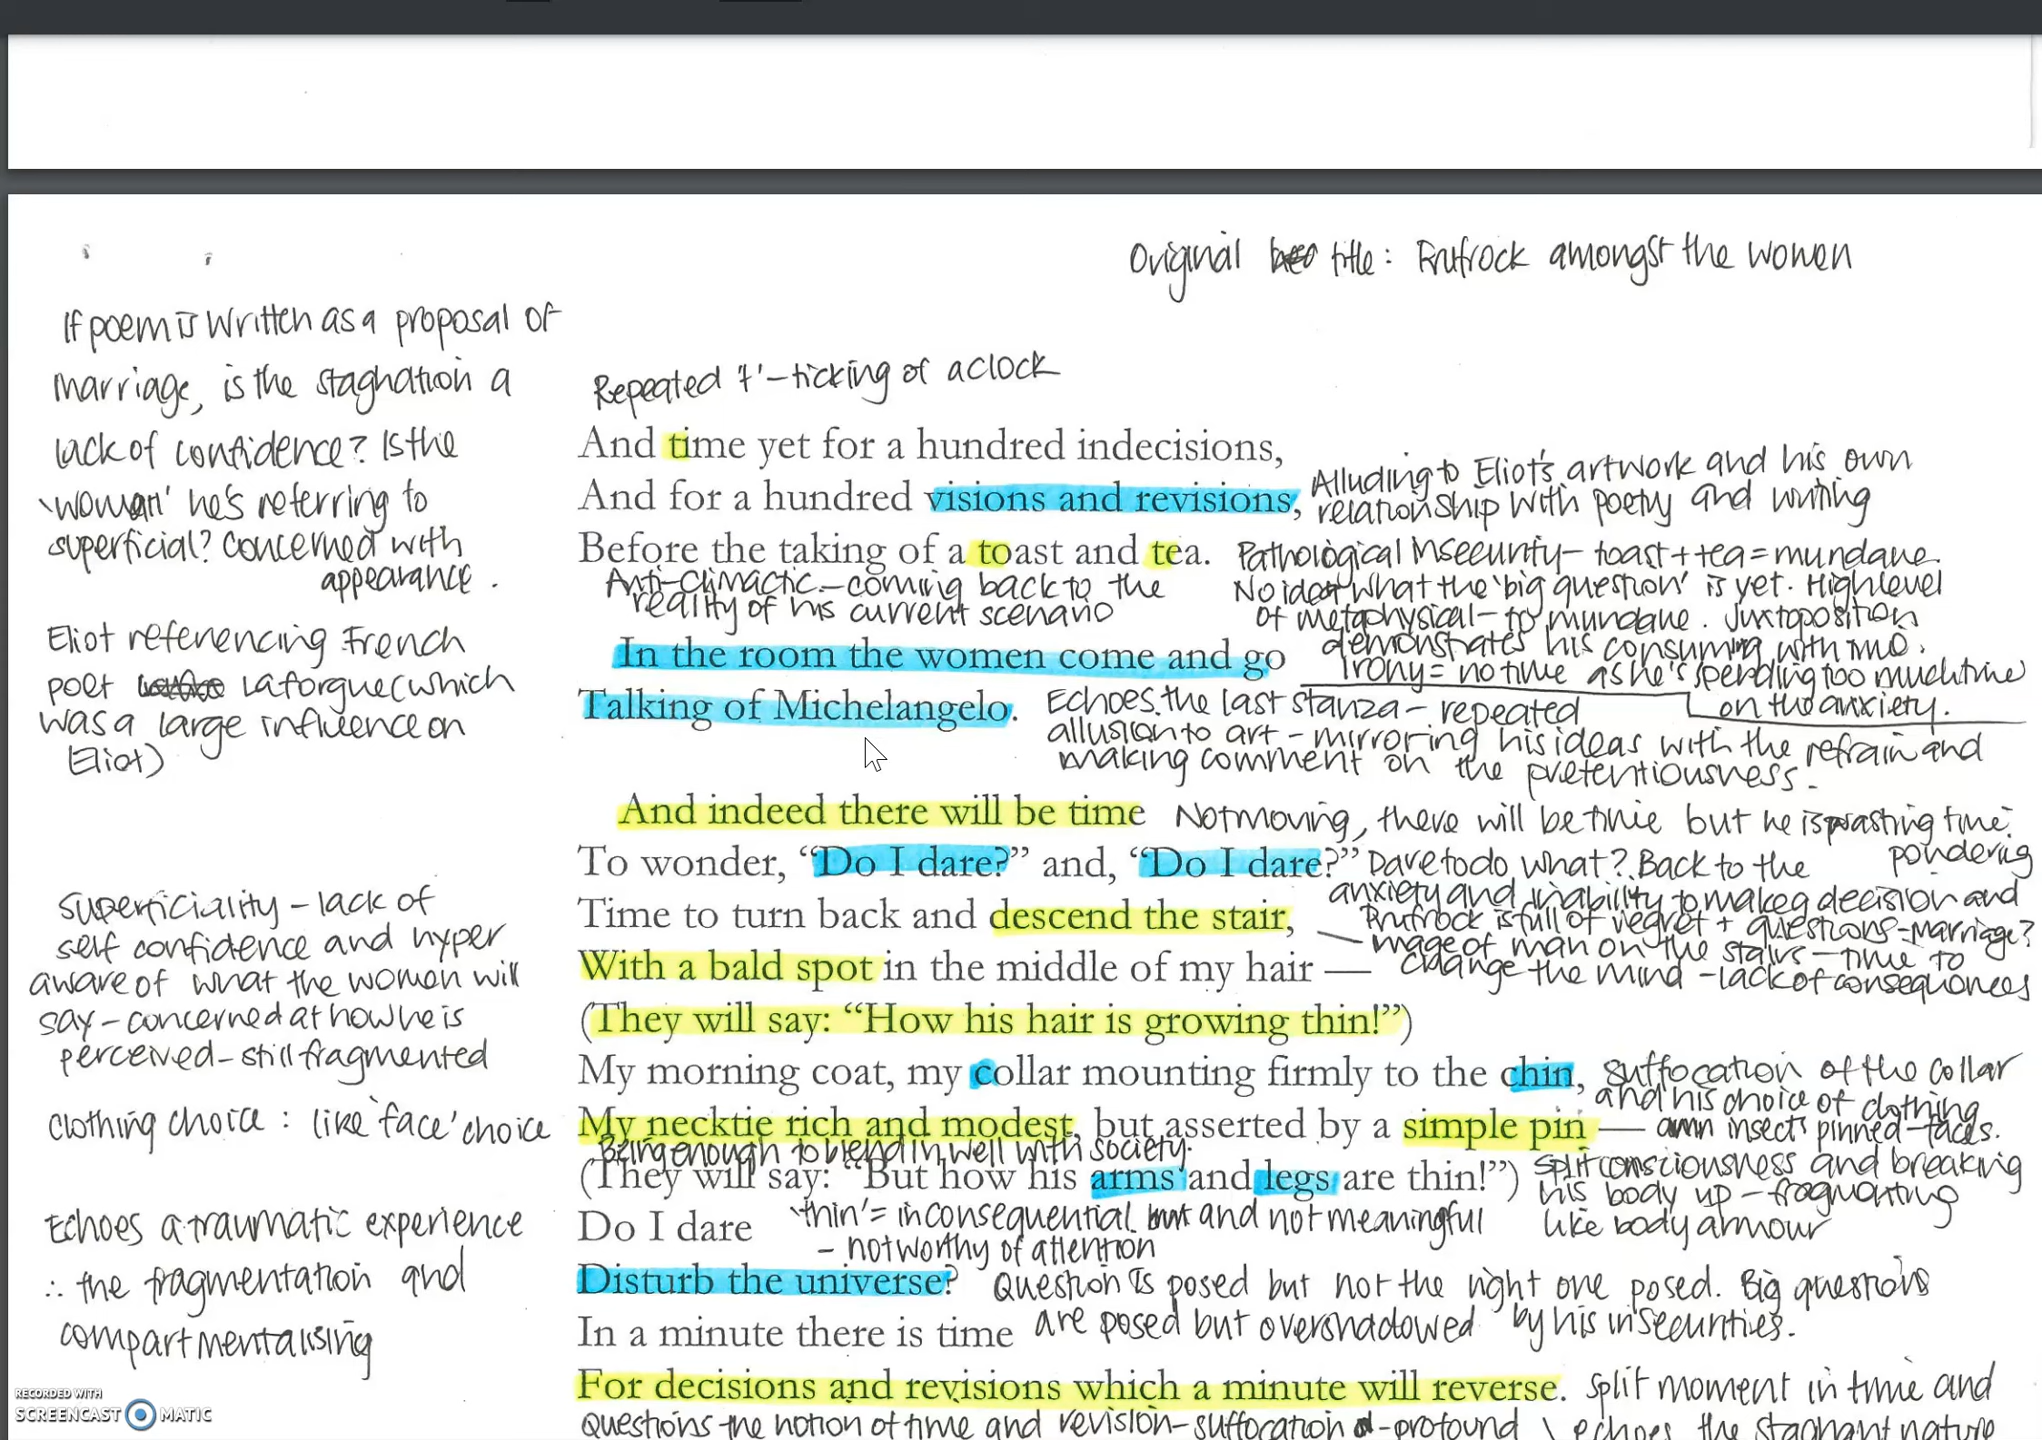 Original title: Prufrock amongst the women
If poem is written as a proposal of
marriage, is the stagnation a
lack of confidence? Is the
'woman' he's referring to
superficial? Concerned with
appearance.
Eliot referencing French
poet Laforgue (which
was a large influence on
Eliot)
Superficiality - lack of
self confidence and hyper
aware of what the women will
say - concerned at how he is
perceived - still fragmented
Clothing choice : like 'face' choice
Echoes a traumatic experience
∴ the fragmentation and
compartmentalising
Repeated 't' - ticking of a clock
And time yet for a hundred indecisions,
And for a hundred visions and revisions,
Alluding to Eliot's artwork and his own
relationship with poetry and writing
Before the taking of a toast and tea.
Anti-climactic - coming back to the
reality of his current scenario
Pathological insecurity - toast + tea = mundane.
No idea what the 'big question' is yet. High level
of metaphysical - to mundane. Juxtoposition
demonstrates his consuming with time.
Irony = no time as he's spending too much time
on the anxiety.
In the room the women come and go
Talking of Michelangelo.
Echoes the last stanza - repeated
allusion to art - mirroring his ideas with the refrain and
making comment on the pretentiousness.
And indeed there will be time
Not moving, there will be time but he is wasting time.
pondering
To wonder, “Do I dare?” and, “Do I dare?”
Dare to do what? Back to the
anxiety and inability to make a decision and
Time to turn back and descend the stair,
Prufrock is full of regret + questions - marriage?
- image of man on the stairs - time to
change the mind - lack of consequences
With a bald spot in the middle of my hair —
(They will say: “How his hair is growing thin!”)
My morning coat, my collar mounting firmly to the chin,
suffocation of the collar
and his choice of clothing
My necktie rich and modest, but asserted by a simple pin —
insects pinned - faces.
Being enough to blend in well with society.
(They will say: “But how his arms and legs are thin!”)
Split consciousness and breaking
his body up - fragmenting
like body armour
Do I dare
'thin' = inconsequential and not meaningful
- not worthy of attention
Disturb the universe?
Question is posed but not the right one posed. Big questions
are posed but overshadowed by his insecurities.
In a minute there is time
For decisions and revisions which a minute will reverse.
Split moment in time and
echoes the stagnant nature
Questions the notion of time and revision - suffocation - profound
RECORDED WITH
SCREENCAST MATIC